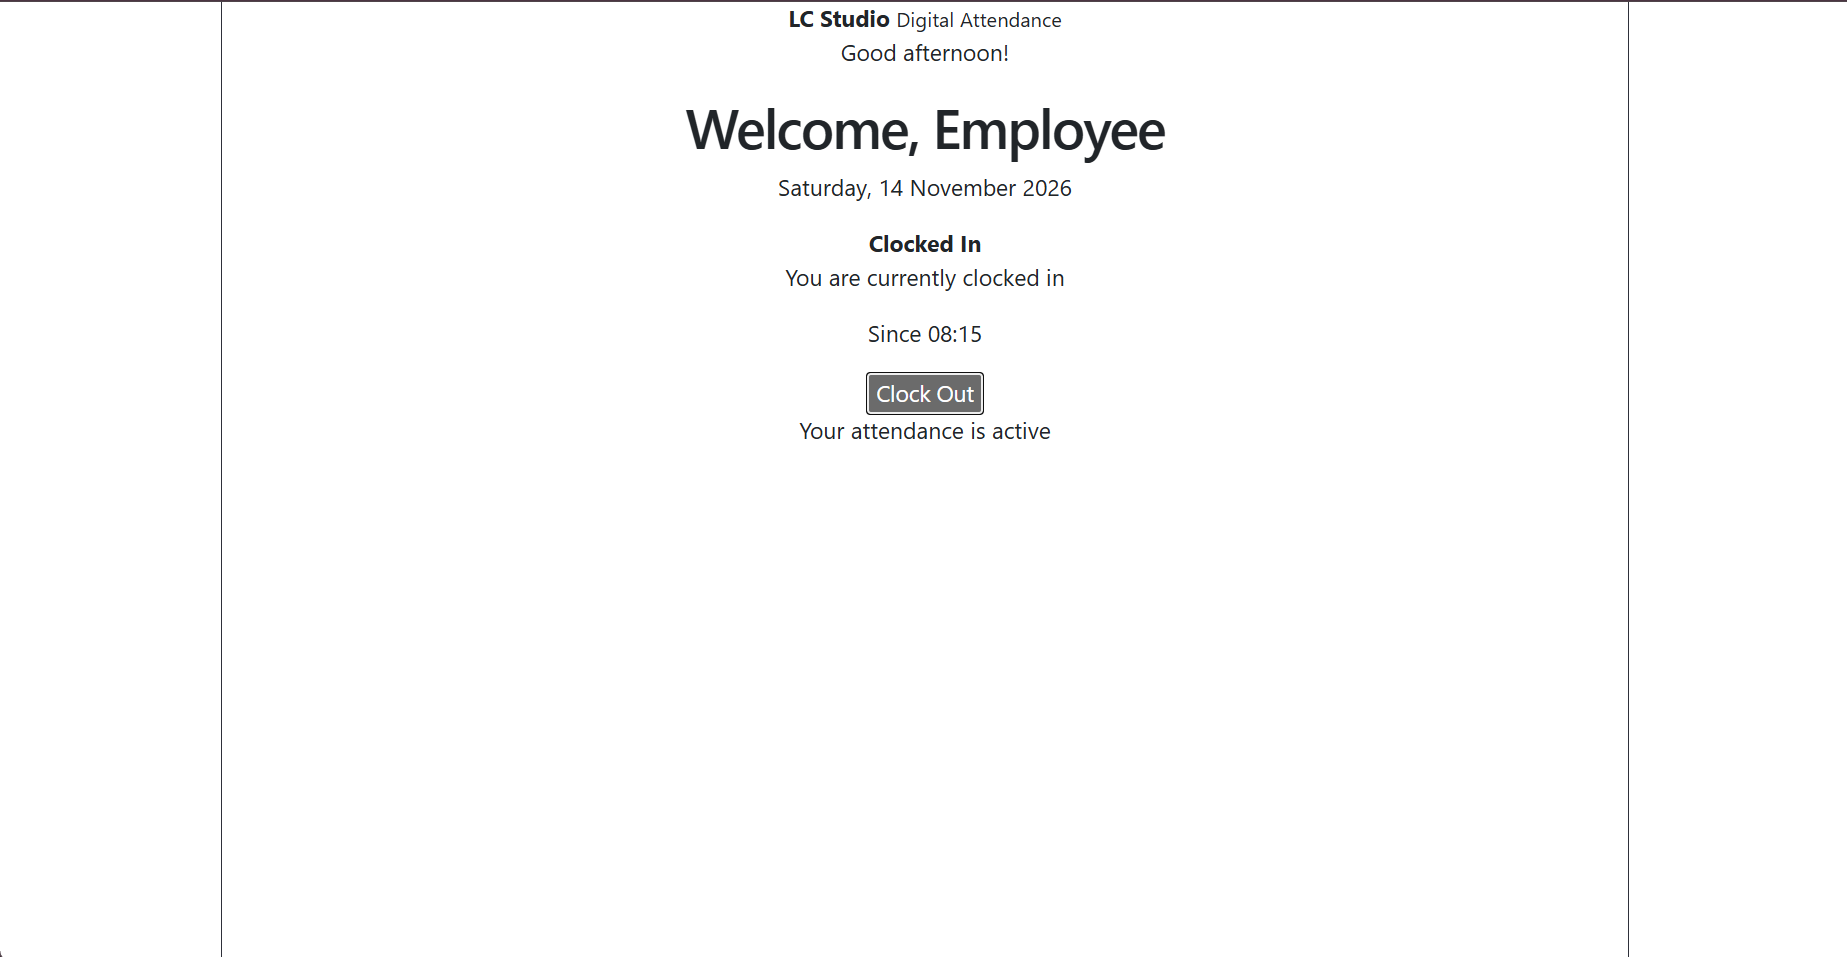 LC Studio Digital Attendance
Good afternoon!
Welcome, Employee
Saturday, 14 November 2026
Clocked In
You are currently clocked in
Since 08:15
Clock Out
Your attendance is active